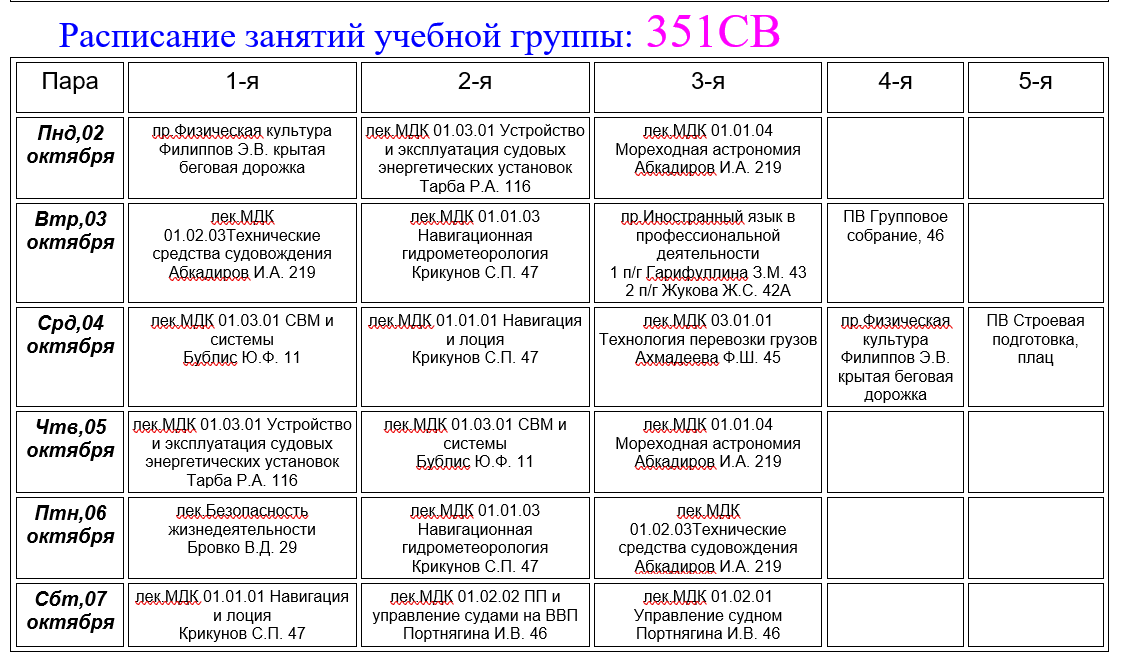 Расписание занятий учебной группы: 351СВ
Пара
1-я
2-я
3-я
4-я
5-я
Пнд,02
октября
пр.Физическая культура
Филиппов Э.В. крытая
беговая дорожка
лек.МДК 01.03.01 Устройство
и эксплуатация судовых
энергетических установок
Тарба Р.А. 116
лек.МДК 01.01.04
Мореходная астрономия
Абкадиров И.А. 219
Втр,03
октября
лек.МДК
01.02.03Технические
средства судовождения
Абкадиров И.А. 219
лек.МДК 01.01.03
Навигационная
гидрометеорология
Крикунов С.П. 47
пр.Иностранный язык в
профессиональной
деятельности
1 п/г Гарифуллина З.М. 43
2 п/г Жукова Ж.С. 42А
ПВ Групповое
собрание, 46
Срд,04
октября
лек.МДК 01.03.01 СВМ и
системы
Бублис Ю.Ф. 11
лек.МДК 01.01.01 Навигация
и лоция
Крикунов С.П. 47
лек.МДК 03.01.01
Технология перевозки грузов
Ахмадеева Ф.Ш. 45
пр.Физическая
культура
Филиппов Э.В.
крытая беговая
дорожка
ПВ Строевая
подготовка,
плац
Чтв,05
октября
лек.МДК 01.03.01 Устройство
и эксплуатация судовых
энергетических установок
Тарба Р.А. 116
лек.МДК 01.03.01 СВМ и
системы
Бублис Ю.Ф. 11
лек.МДК 01.01.04
Мореходная астрономия
Абкадиров И.А. 219
Птн,06
октября
лек.Безопасность
жизнедеятельности
Бровко В.Д. 29
лек.МДК 01.01.03
Навигационная
гидрометеорология
Крикунов С.П. 47
лек.МДК
01.02.03Технические
средства судовождения
Абкадиров И.А. 219
Сбт,07
октября
лек.МДК 01.01.01 Навигация
и лоция
Крикунов С.П. 47
лек.МДК 01.02.02 ПП и
управление судами на ВВП
Портнягина И.В. 46
лек.МДК 01.02.01
Управление судном
Портнягина И.В. 46